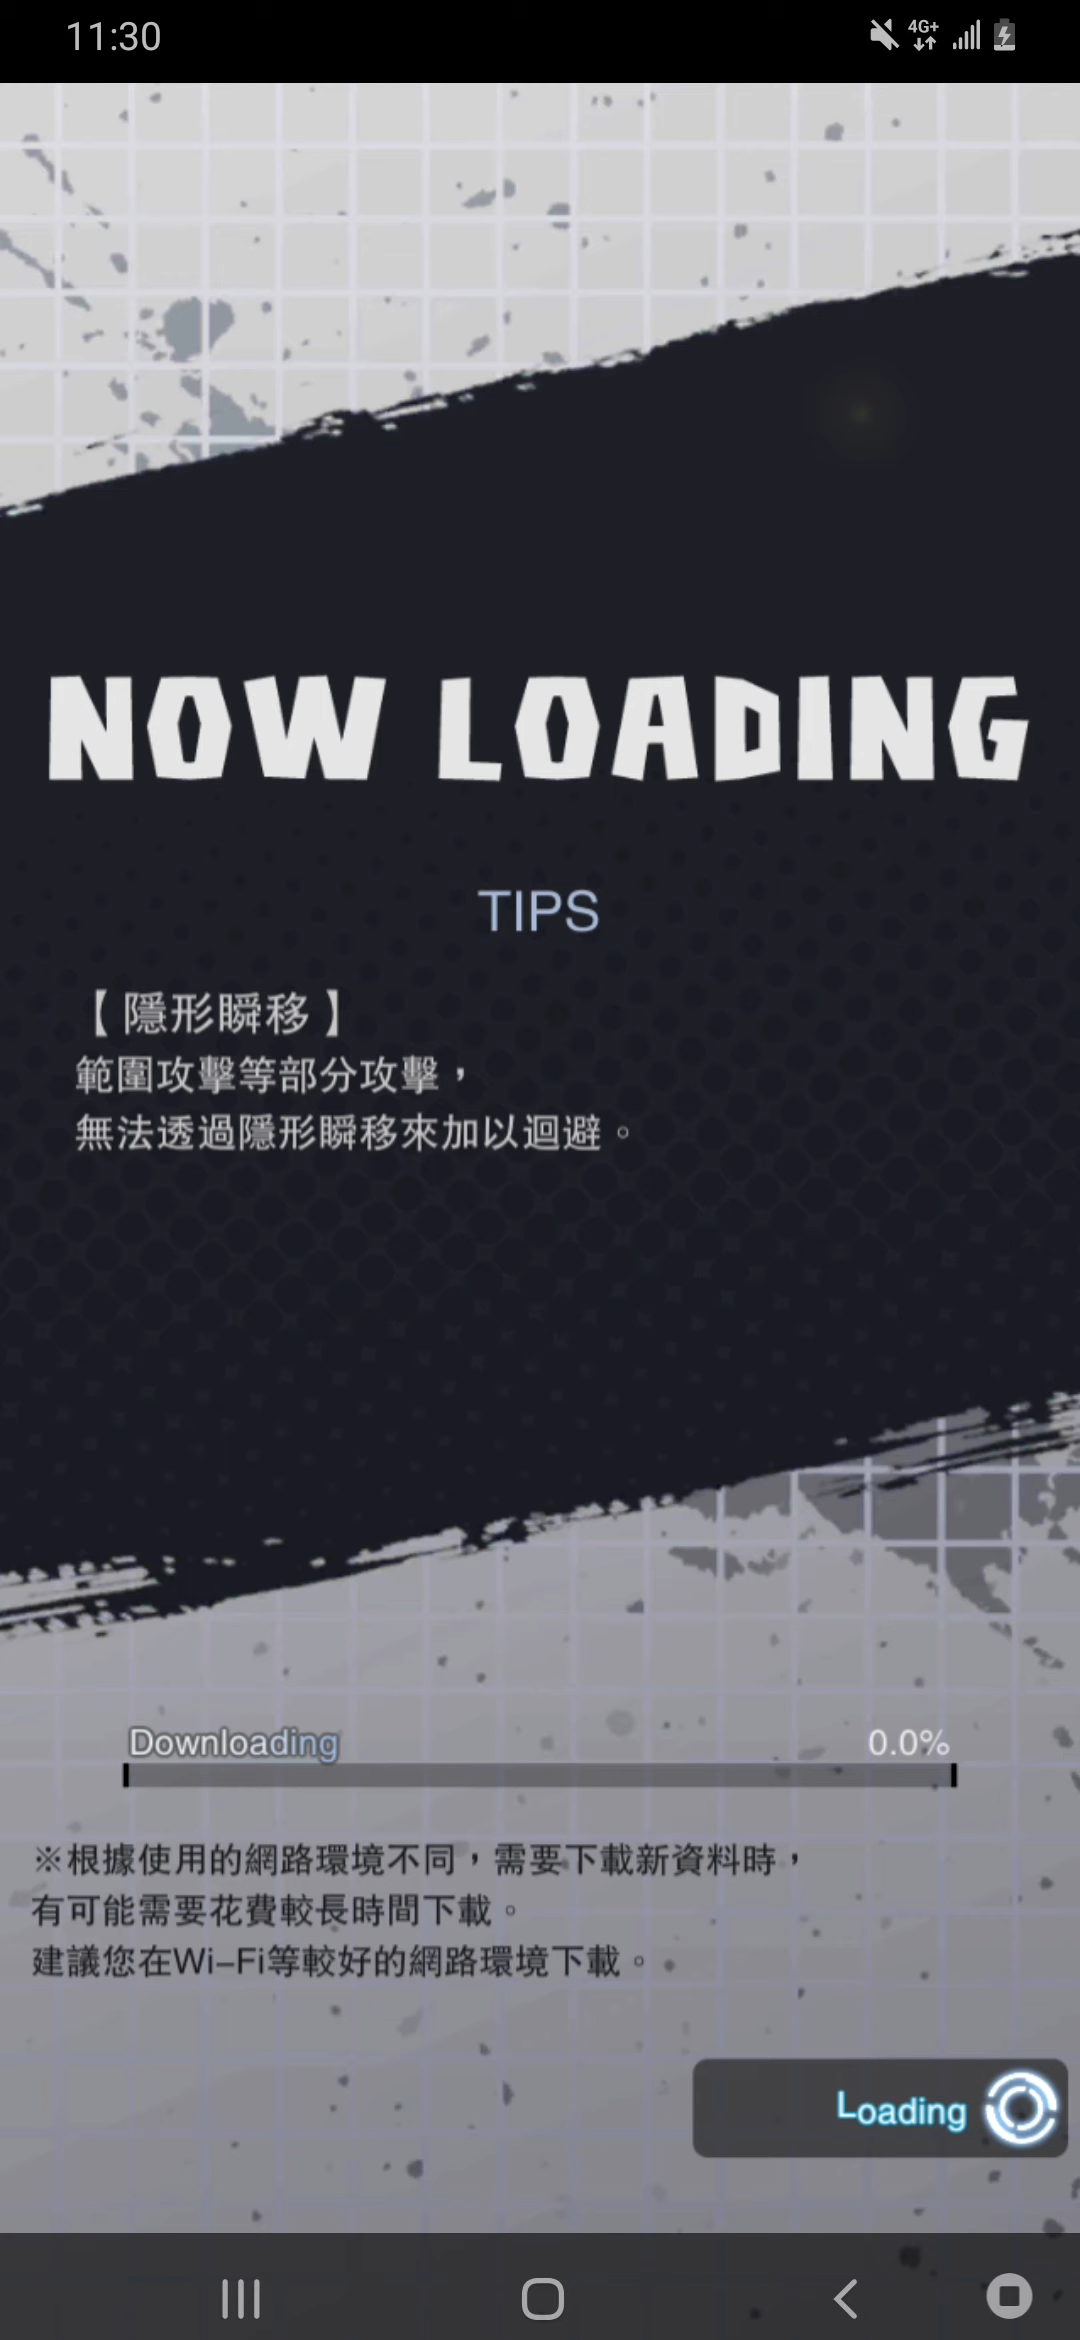 11:30
4G+
NOW LOADING
TIPS
【隱形瞬移】
範圍攻擊等部分攻擊，
無法透過隱形瞬移來加以迴避。
Downloading 0.0%
※根據使用的網路環境不同，需要下載新資料時，
有可能需要花費較長時間下載。
建議您在Wi-Fi等較好的網路環境下載。
Loading